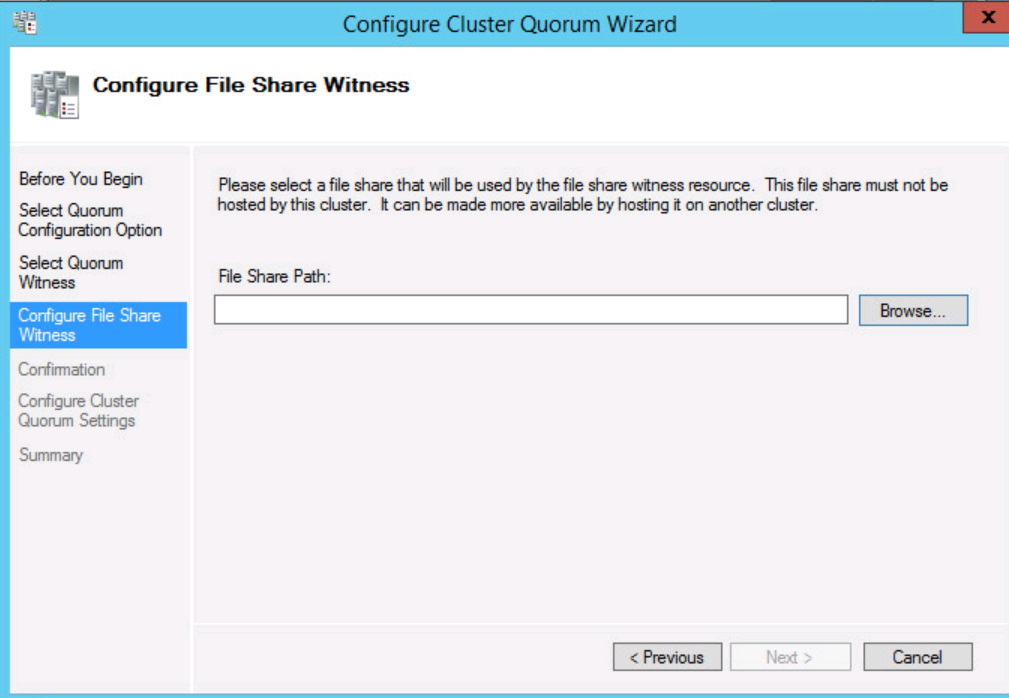 Configure Cluster Quorum Wizard
x
Configure File Share Witness
Before You Begin
Select Quorum
Configuration Option
Select Quorum
Witness
Configure File Share
Witness
Confirmation
Configure Cluster
Quorum Settings
Summary
Please select a file share that will be used by the file share witness resource.  This file share must not be
hosted by this cluster.  It can be made more available by hosting it on another cluster.
File Share Path:
Browse...
< Previous
Next >
Cancel